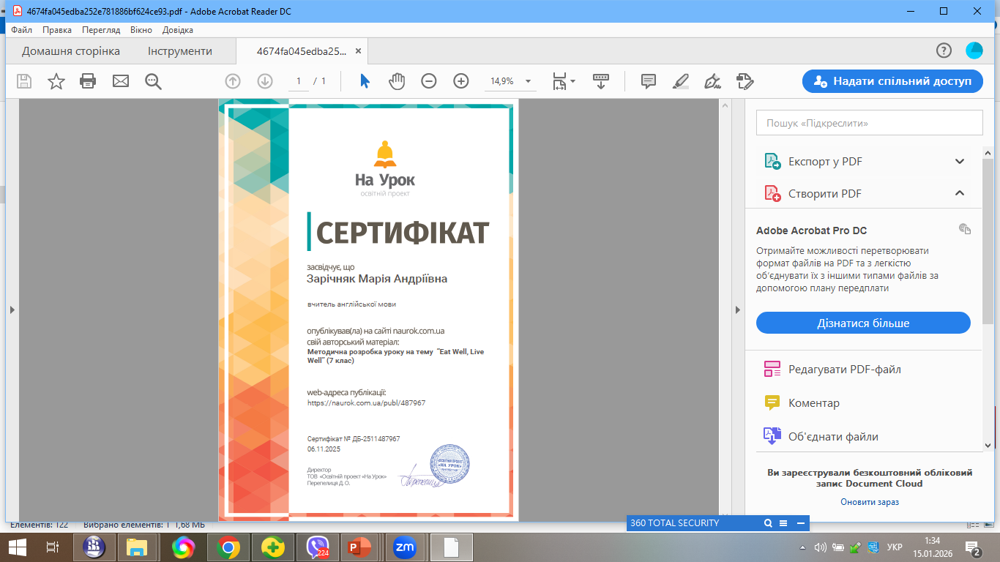 4674fa045edba252e781886bf624ce93.pdf - Adobe Acrobat Reader DC
Файл Правка Перегляд Вікно Довідка
Домашня сторінка Інструменти 4674fa045edba25... ×
1 / 1 14,9% Надати спільний доступ
Пошук «Підкреслити»
Експорт у PDF
Створити PDF
Adobe Acrobat Pro DC
Отримайте можливості перетворювати
формат файлів на PDF та з легкістю
об'єднувати їх з іншими типами файлів за
допомогою плану передплати
Дізнатися більше
Редагувати PDF-файл
Коментар
Об'єднати файли
Ви зареєстрували безкоштовний обліковий
запис Document Cloud
Оновити зараз
На Урок
освітній проект
СЕРТИФІКАТ
засвідчує, що
Зарічняк Марія Андріївна
вчитель англійської мови
опублікував(ла) на сайті naurok.com.ua
свій авторський матеріал:
Методична розробка уроку на тему "Eat Well, Live
Well" (7 клас)
web-адреса публікації:
https://naurok.com.ua/publ/487967
Сертифікат № ДБ-2511487967
06.11.2025
Директор
ТОВ «Освітній проект «На Урок»
Перепелиця Д. О.
«НА УРОК»
Елементів: 122 Вибрано елементів: 1 1,68 МБ
360 TOTAL SECURITY
224
zm
УКР
1:34
15.01.2026
2